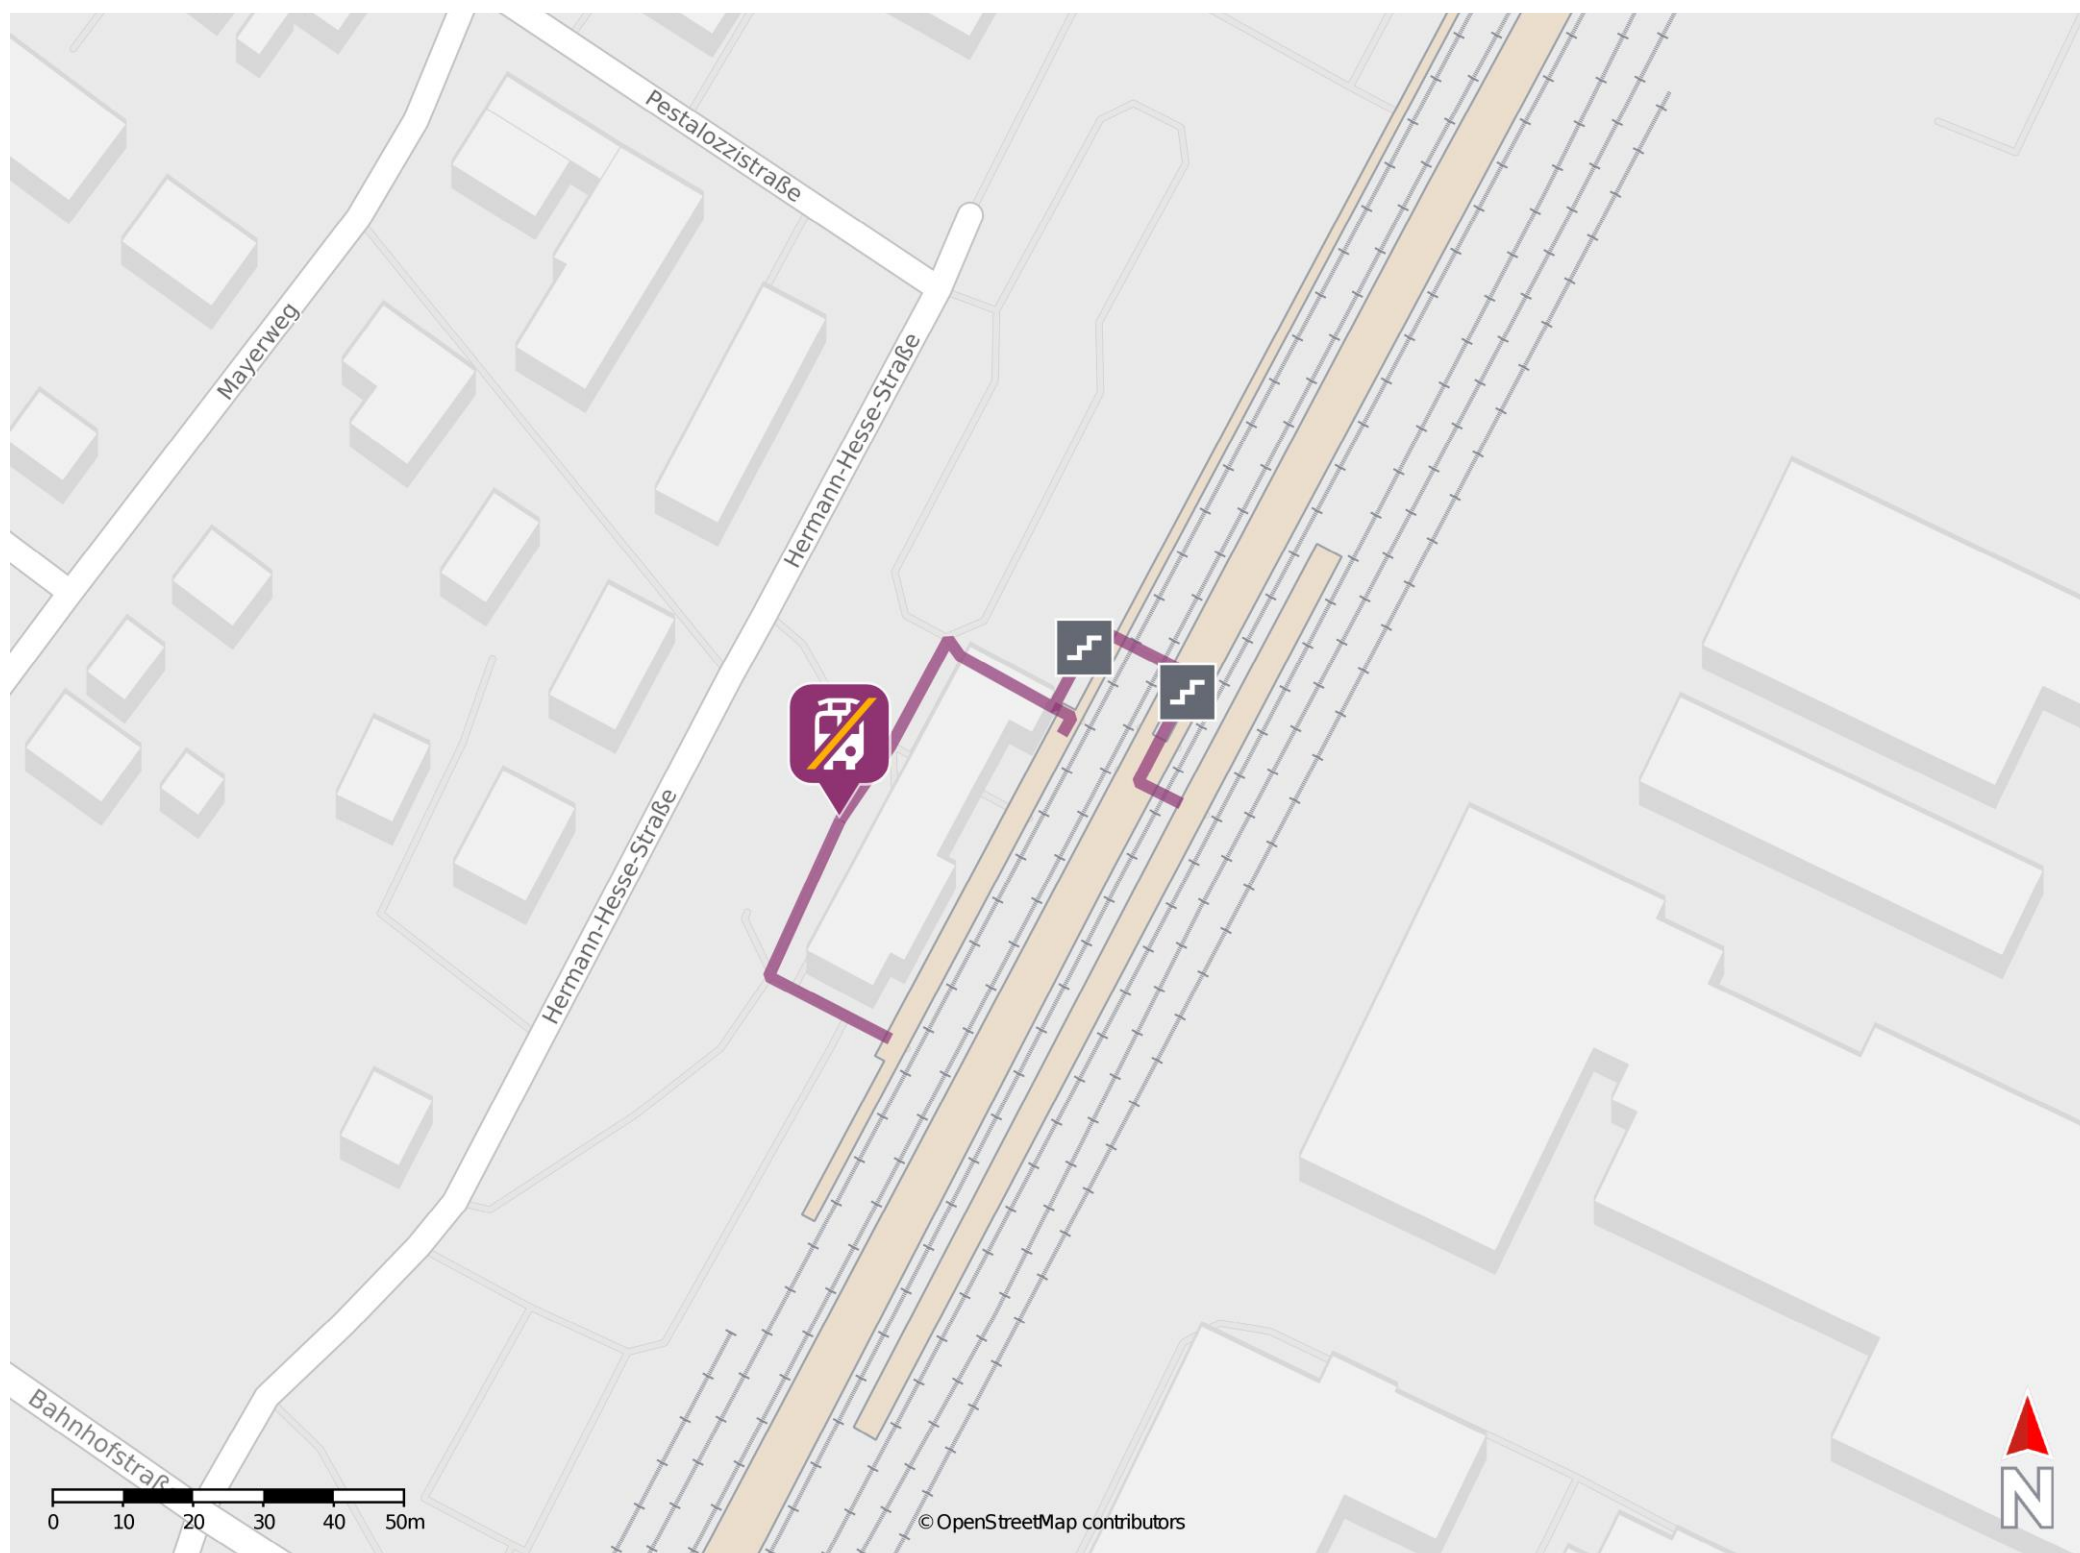 Pestalozzistraße
Mayerweg
Hermann-Hesse-Straße
Hermann-Hesse-Straße
Bahnhofstraß
0 10 20 30 40 50m
© OpenStreetMap contributors
N